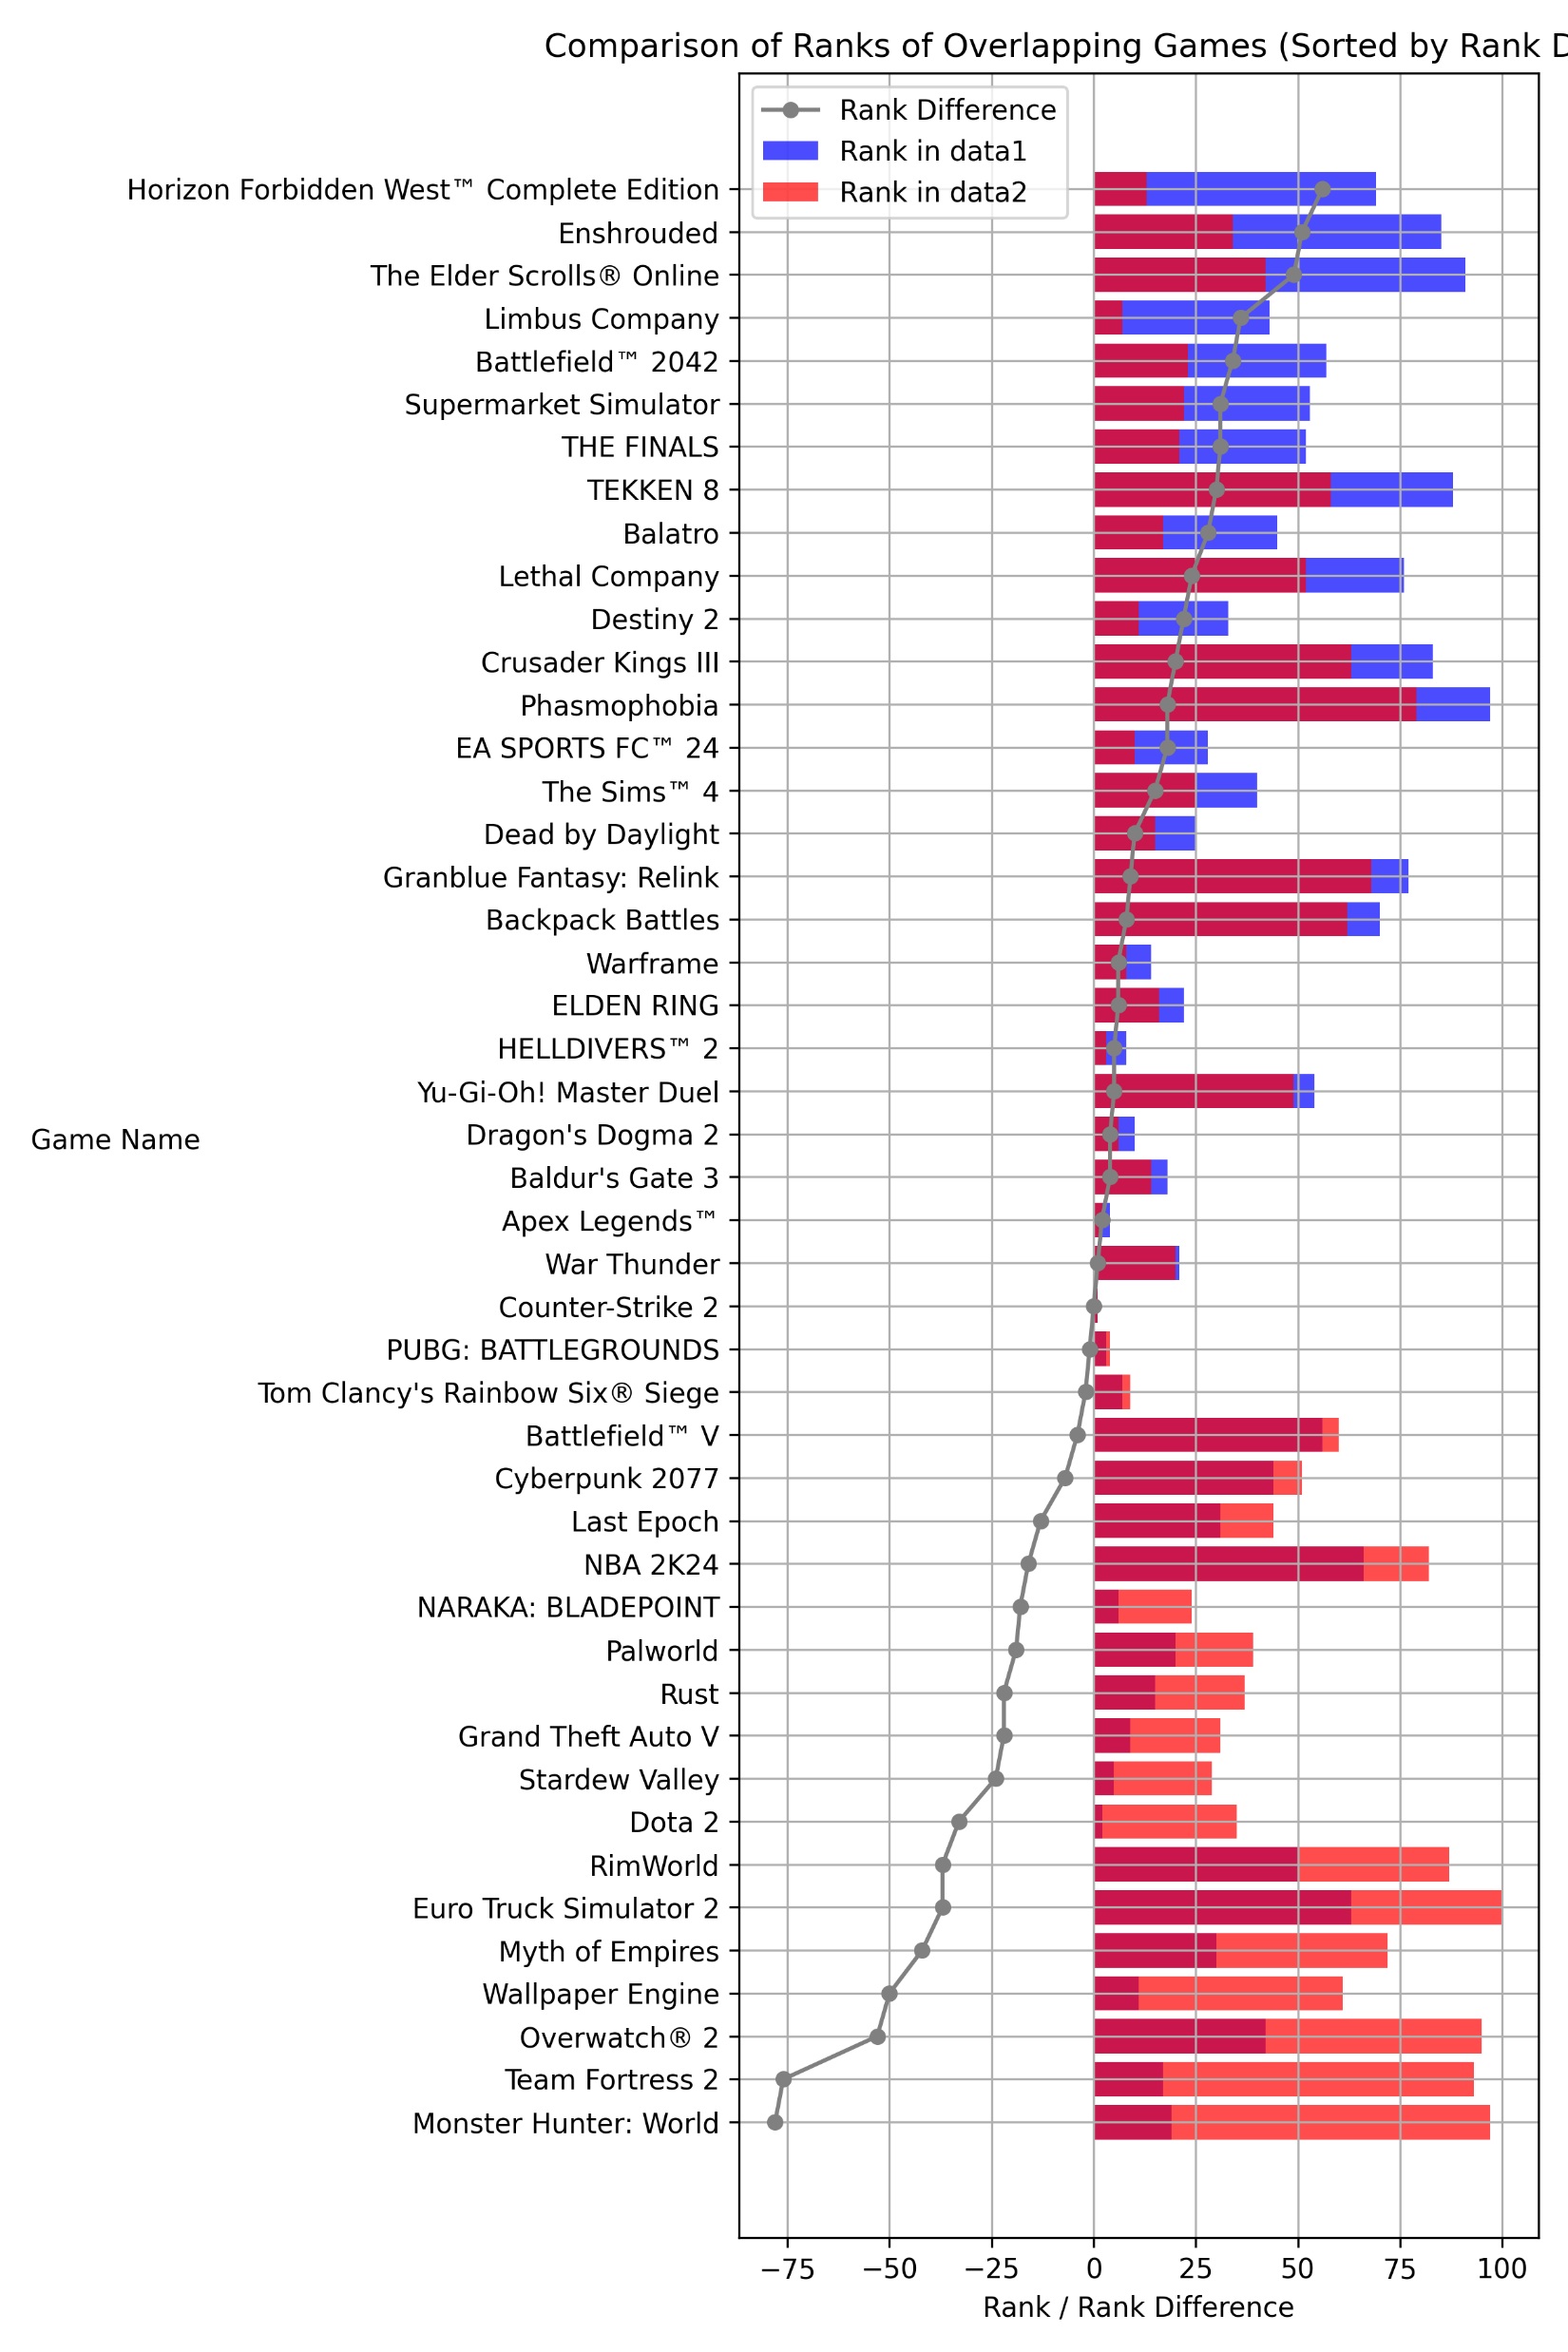 Comparison of Ranks of Overlapping Games (Sorted by Rank D
Rank Difference
Rank in data1
Rank in data2
Horizon Forbidden West™ Complete Edition
Enshrouded
The Elder Scrolls® Online
Limbus Company
Battlefield™ 2042
Supermarket Simulator
THE FINALS
TEKKEN 8
Balatro
Lethal Company
Destiny 2
Crusader Kings III
Phasmophobia
EA SPORTS FC™ 24
The Sims™ 4
Dead by Daylight
Granblue Fantasy: Relink
Backpack Battles
Warframe
ELDEN RING
HELLDIVERS™ 2
Yu-Gi-Oh! Master Duel
Dragon's Dogma 2
Game Name
Baldur's Gate 3
Apex Legends™
War Thunder
Counter-Strike 2
PUBG: BATTLEGROUNDS
Tom Clancy's Rainbow Six® Siege
Battlefield™ V
Cyberpunk 2077
Last Epoch
NBA 2K24
NARAKA: BLADEPOINT
Palworld
Rust
Grand Theft Auto V
Stardew Valley
Dota 2
RimWorld
Euro Truck Simulator 2
Myth of Empires
Wallpaper Engine
Overwatch® 2
Team Fortress 2
Monster Hunter: World
−75 −50 −25 0 25 50 75 100
Rank / Rank Difference